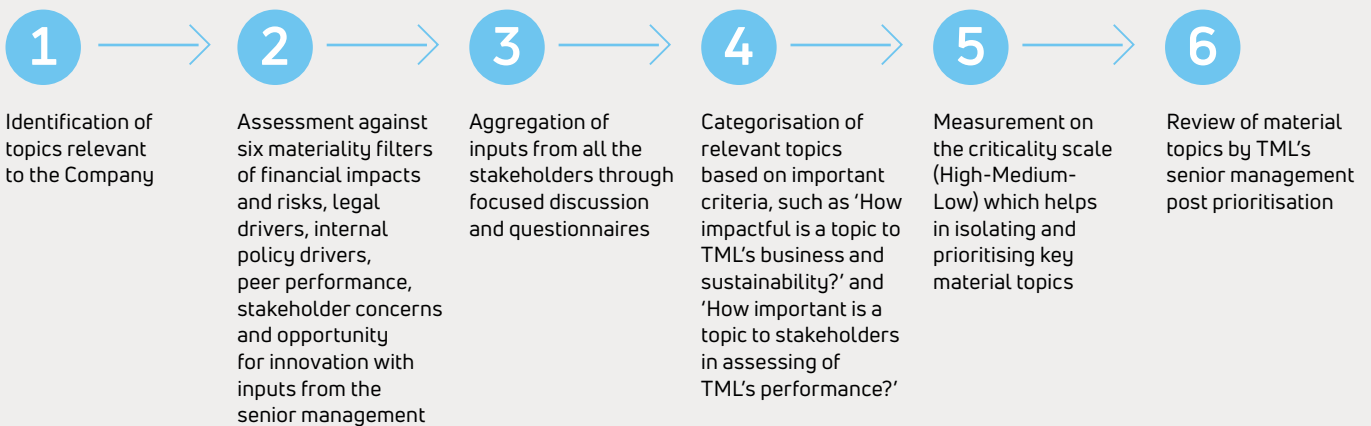 1
Identification of
topics relevant
to the Company
2
Assessment against
six materiality filters
of financial impacts
and risks, legal
drivers, internal
policy drivers,
peer performance,
stakeholder concerns
and opportunity
for innovation with
inputs from the
senior management
3
Aggregation of
inputs from all the
stakeholders through
focused discussion
and questionnaires
4
Categorisation of
relevant topics
based on important
criteria, such as ‘How
impactful is a topic to
TML’s business and
sustainability?’ and
‘How important is a
topic to stakeholders
in assessing of
TML’s performance?’
5
Measurement on
the criticality scale
(High-Medium-
Low) which helps
in isolating and
prioritising key
material topics
6
Review of material
topics by TML’s
senior management
post prioritisation